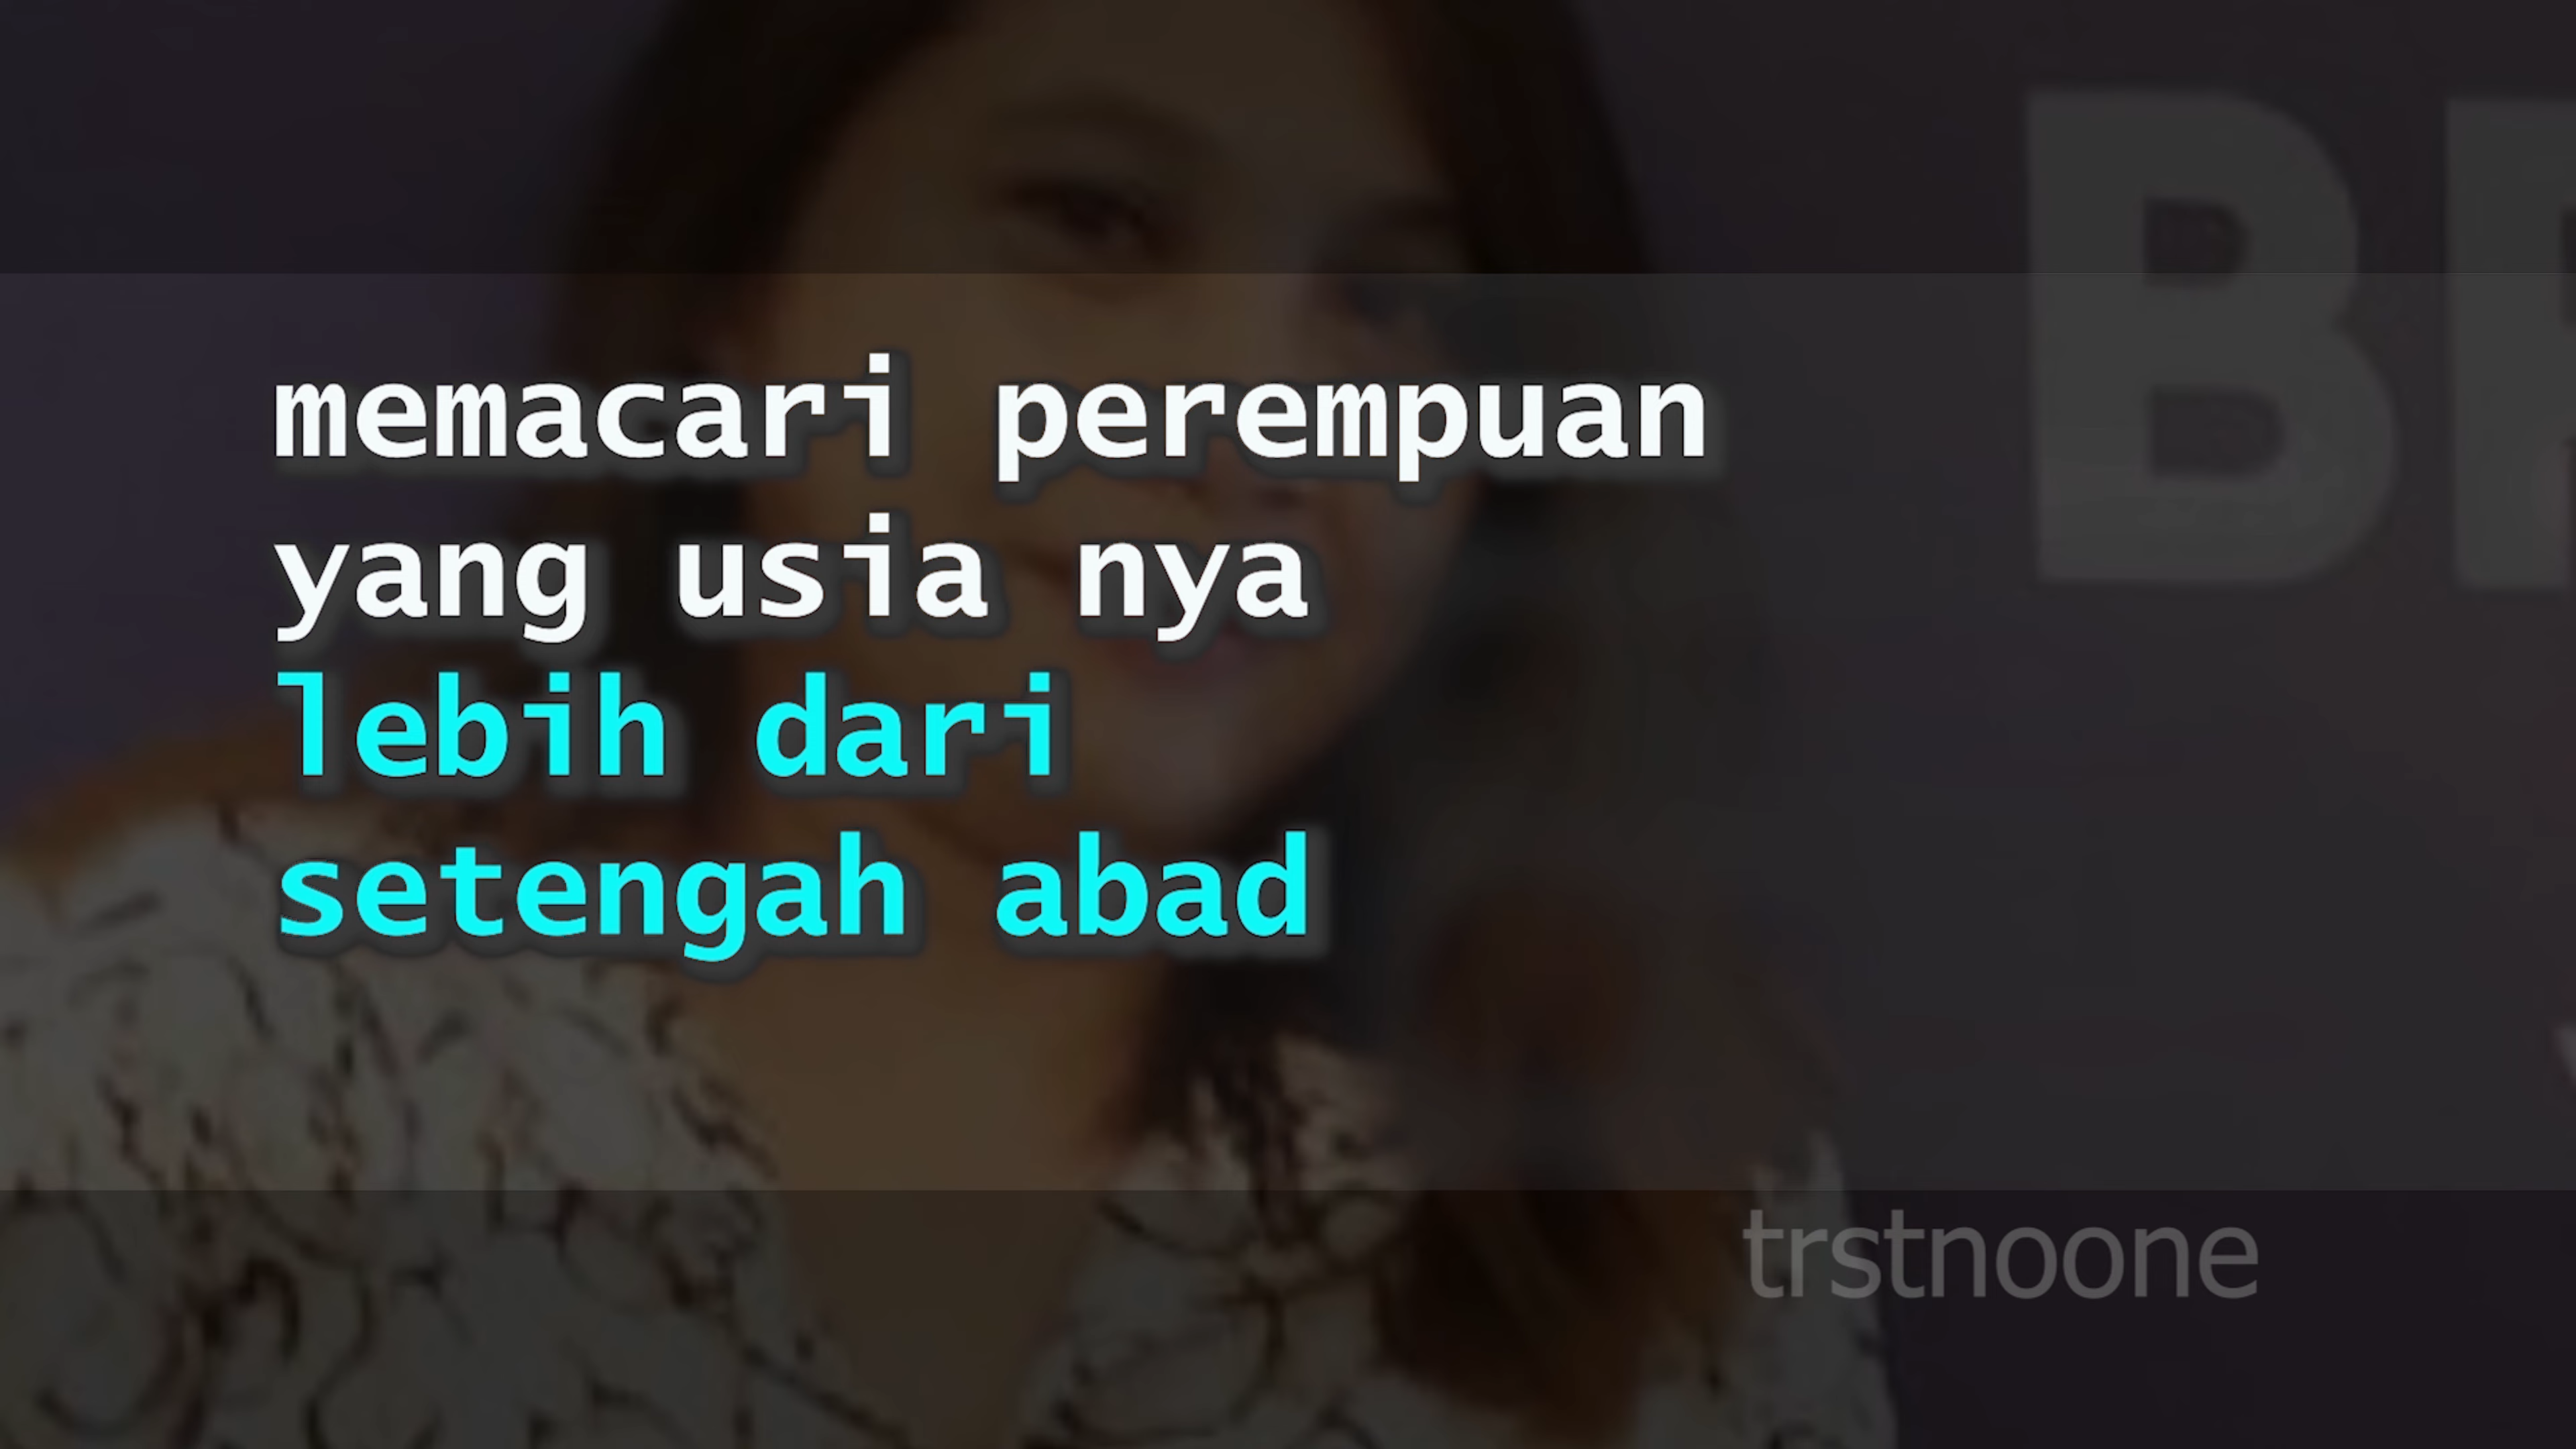 memacari perempuan
yang usia nya
lebih dari
setengah abad
trstnoone